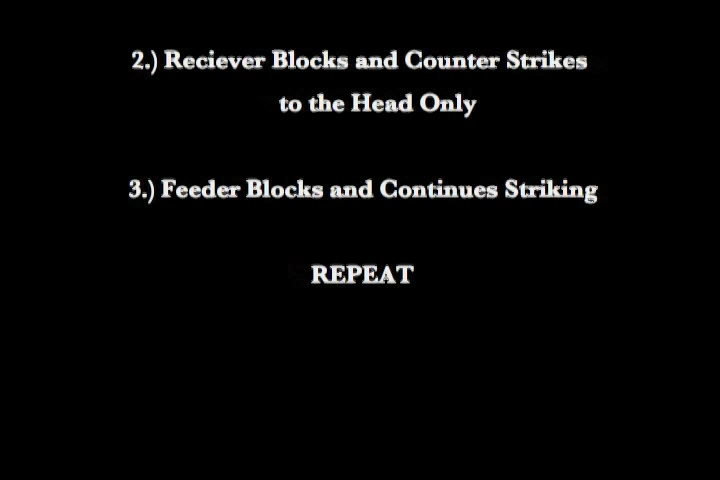 2.) Reciever Blocks and Counter Strikes
to the Head Only
3.) Feeder Blocks and Continues Striking
REPEAT